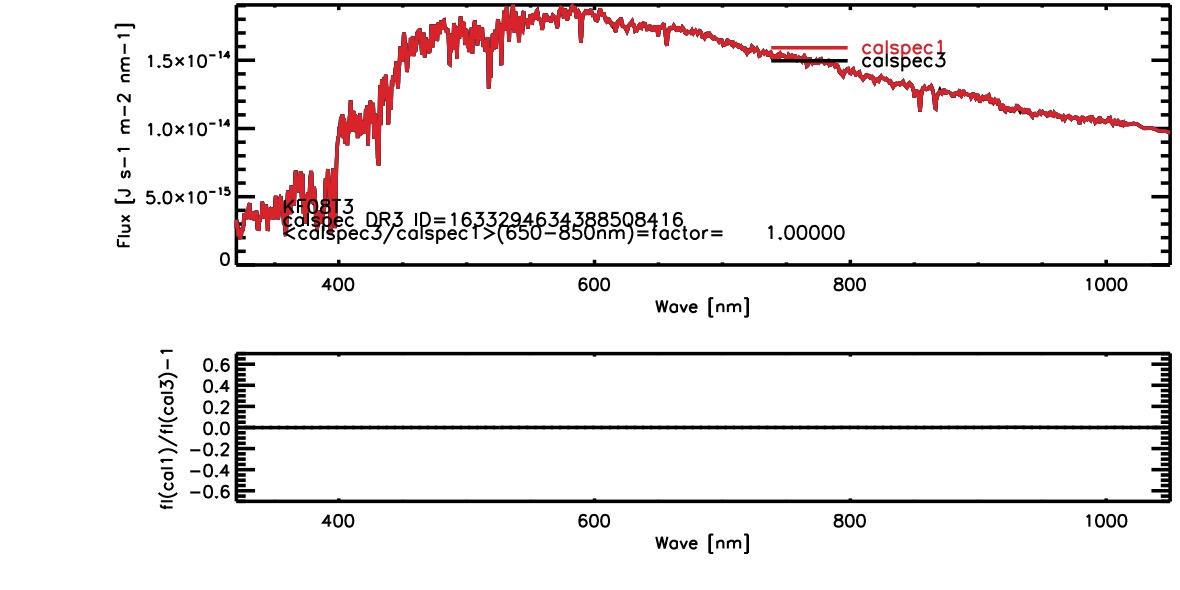 Flux [J s-1 m-2 nm-1]
1.5×10⁻¹⁴
1.0×10⁻¹⁴
5.0×10⁻¹⁵
0
calspec1
calspec3
KF08T3
calspec DR3 ID=1633294634388508416
<calspec3/calspec1>(650-850nm)=factor= 1.00000
400 600 800 1000
Wave [nm]
fl(cal1)/fl(cal3)-1
0.6
0.4
0.2
0.0
-0.2
-0.4
-0.6
400 600 800 1000
Wave [nm]